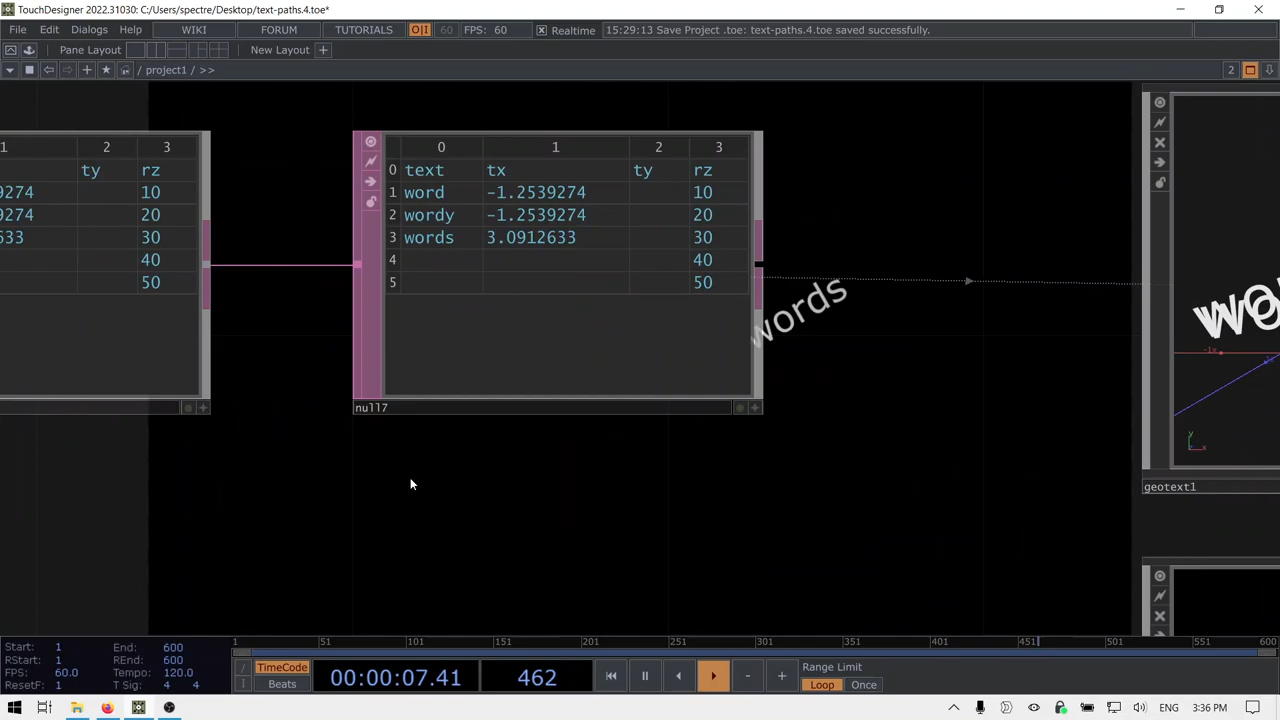 TouchDesigner 2022.31030: C:/Users/spectre/Desktop/text-paths.4.toe*
File Edit Dialogs Help WIKI FORUM TUTORIALS O|I 60 FPS: 60 Realtime 15:29:13 Save Project .toe: text-paths.4.toe saved successfully.
Pane Layout New Layout +
/ project1 / >> 2
1 2 3 0 1 2 3
ty rz 0 text tx ty rz
9274 10 1 word -1.2539274 10
9274 20 2 wordy -1.2539274 20
633 30 3 words 3.0912633 30
40 4 40
50 5 50
words
-1x
y
x
null7
geotext1
1 51 101 151 201 251 301 351 401 451 501 551 600
Start: 1 End: 600
RStart: 1 REnd: 600
FPS: 60.0 Tempo: 120.0
ResetF: 1 T Sig: 4 4
TimeCode
Beats
00:00:07.41 462
Range Limit
Loop Once
ENG 3:36 PM